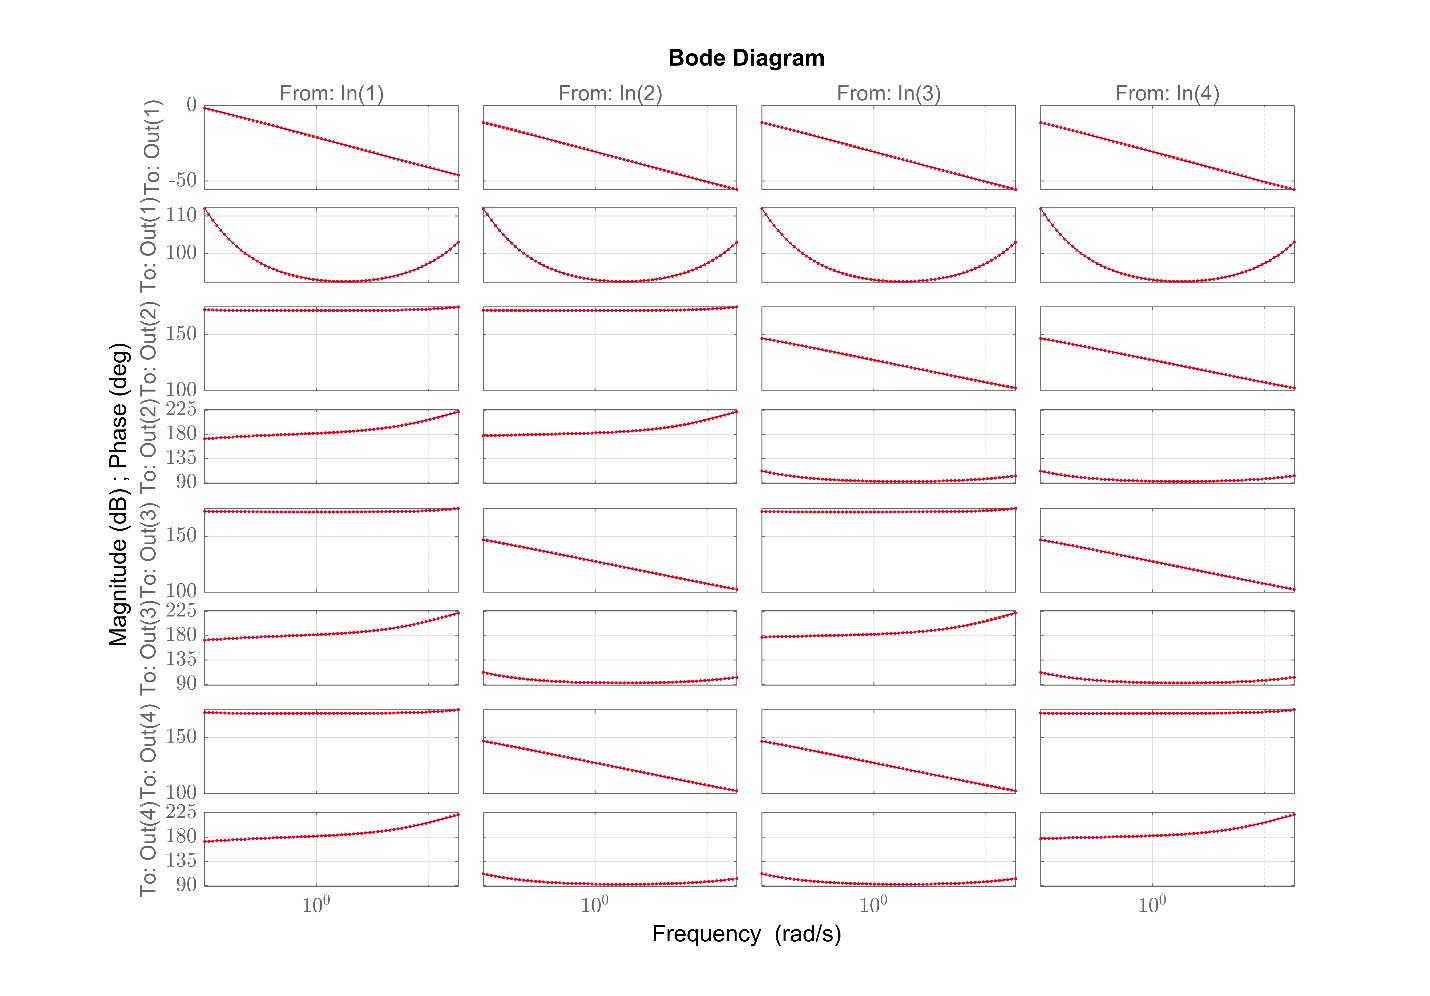 Bode Diagram
From: In(1) From: In(2) From: In(3) From: In(4)
To: Out(1)
0
-50
To: Out(1)
110
100
To: Out(2)
150
100
To: Out(2)
225
180
135
90
To: Out(3)
150
100
To: Out(3)
225
180
135
90
To: Out(4)
150
100
To: Out(4)
225
180
135
90
Magnitude (dB) ; Phase (deg)
10^0 10^0 10^0 10^0
Frequency (rad/s)